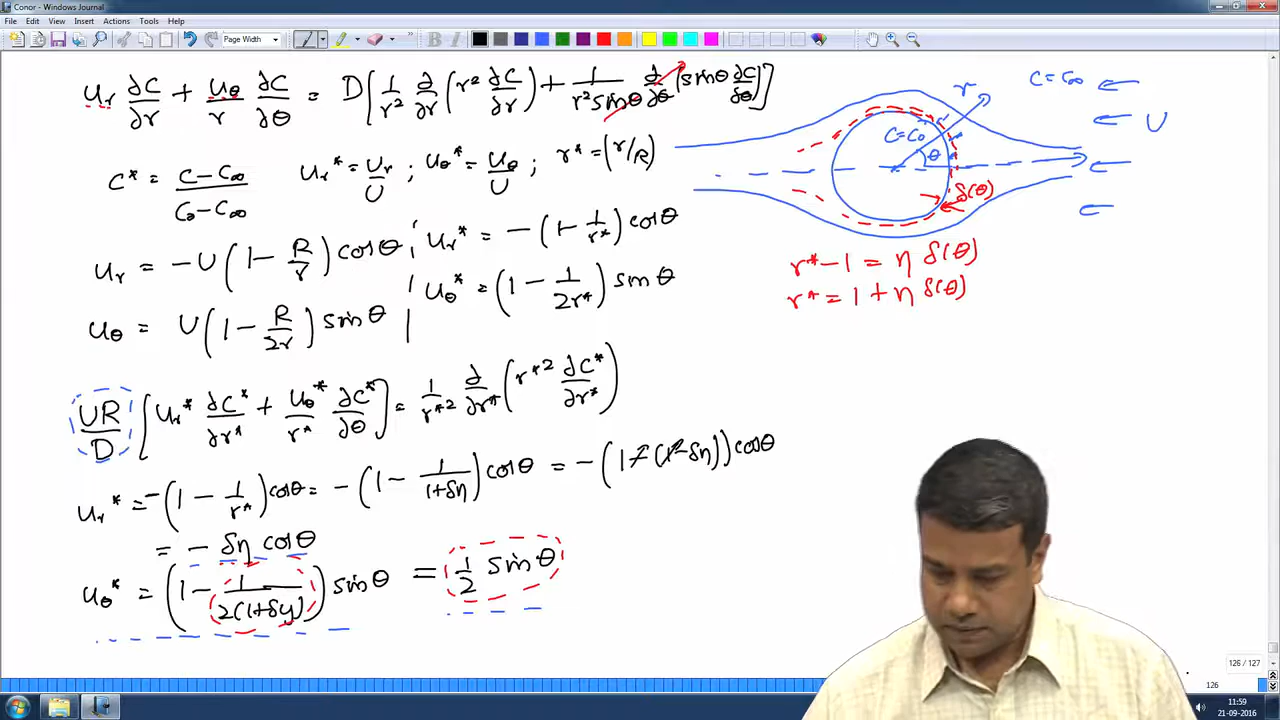 Conor - Windows Journal
File Edit View Insert Actions Tools Help
Page Width
u_r ∂C/∂r + u_θ/r ∂C/∂θ = D[1/r² ∂/∂r (r² ∂C/∂r) + 1/(r² sinθ) ∂/∂θ (sinθ ∂C/∂θ)]
C* = (C-C∞)/(C₀-C∞) u_r* = u_r/U ; u_θ* = u_θ/U ; r* = (r/R)
u_r = -U(1 - R/r) cosθ
u_r* = -(1 - 1/r*) cosθ
u_θ = U(1 - R/2r) sinθ
u_θ* = (1 - 1/2r*) sinθ
UR/D [u_r* ∂C*/∂r* + u_θ*/r* ∂C*/∂θ] = 1/r*² ∂/∂r* (r*² ∂C*/∂r*)
u_r* = -(1 - 1/r*) cosθ = -(1 - 1/(1+δη)) cosθ = -(1-(1-δη)) cosθ
= - δη cosθ
u_θ* = (1 - 1/2(1+δy)) sinθ = 1/2 sinθ
C = C∞
r
U
C=C₀
θ
δ(θ)
r* - 1 = η δ(θ)
r* = 1 + η δ(θ)
126 / 127
126
11:59
21-09-2016